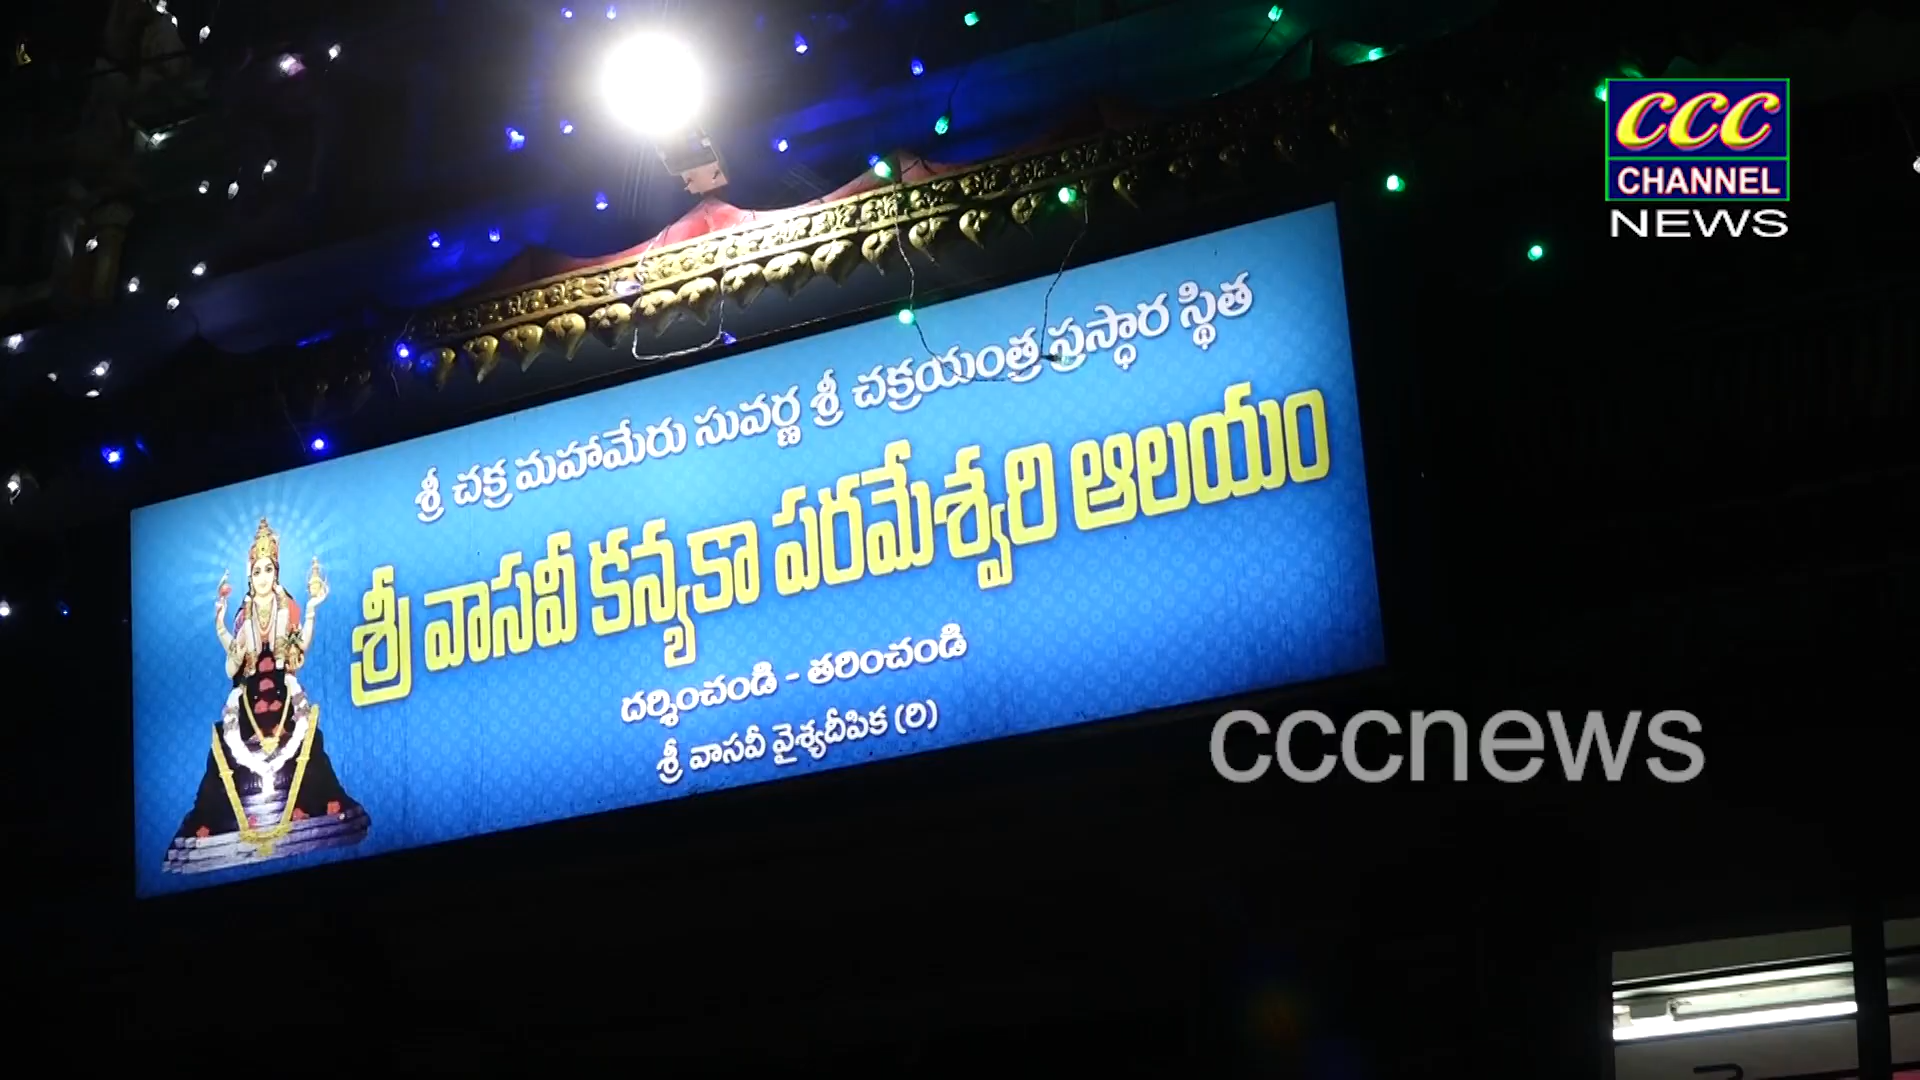 CCC
CHANNEL
NEWS
శ్రీ చక్ర మహామేరు సువర్ణ శ్రీ చక్రయంత్ర ప్రస్థార స్థిత
శ్రీ వాసవీ కన్యకా పరమేశ్వరి ఆలయం
దర్శించండి - తరించండి
శ్రీ వాసవీ వైశ్యదీపిక (రి)
cccnews